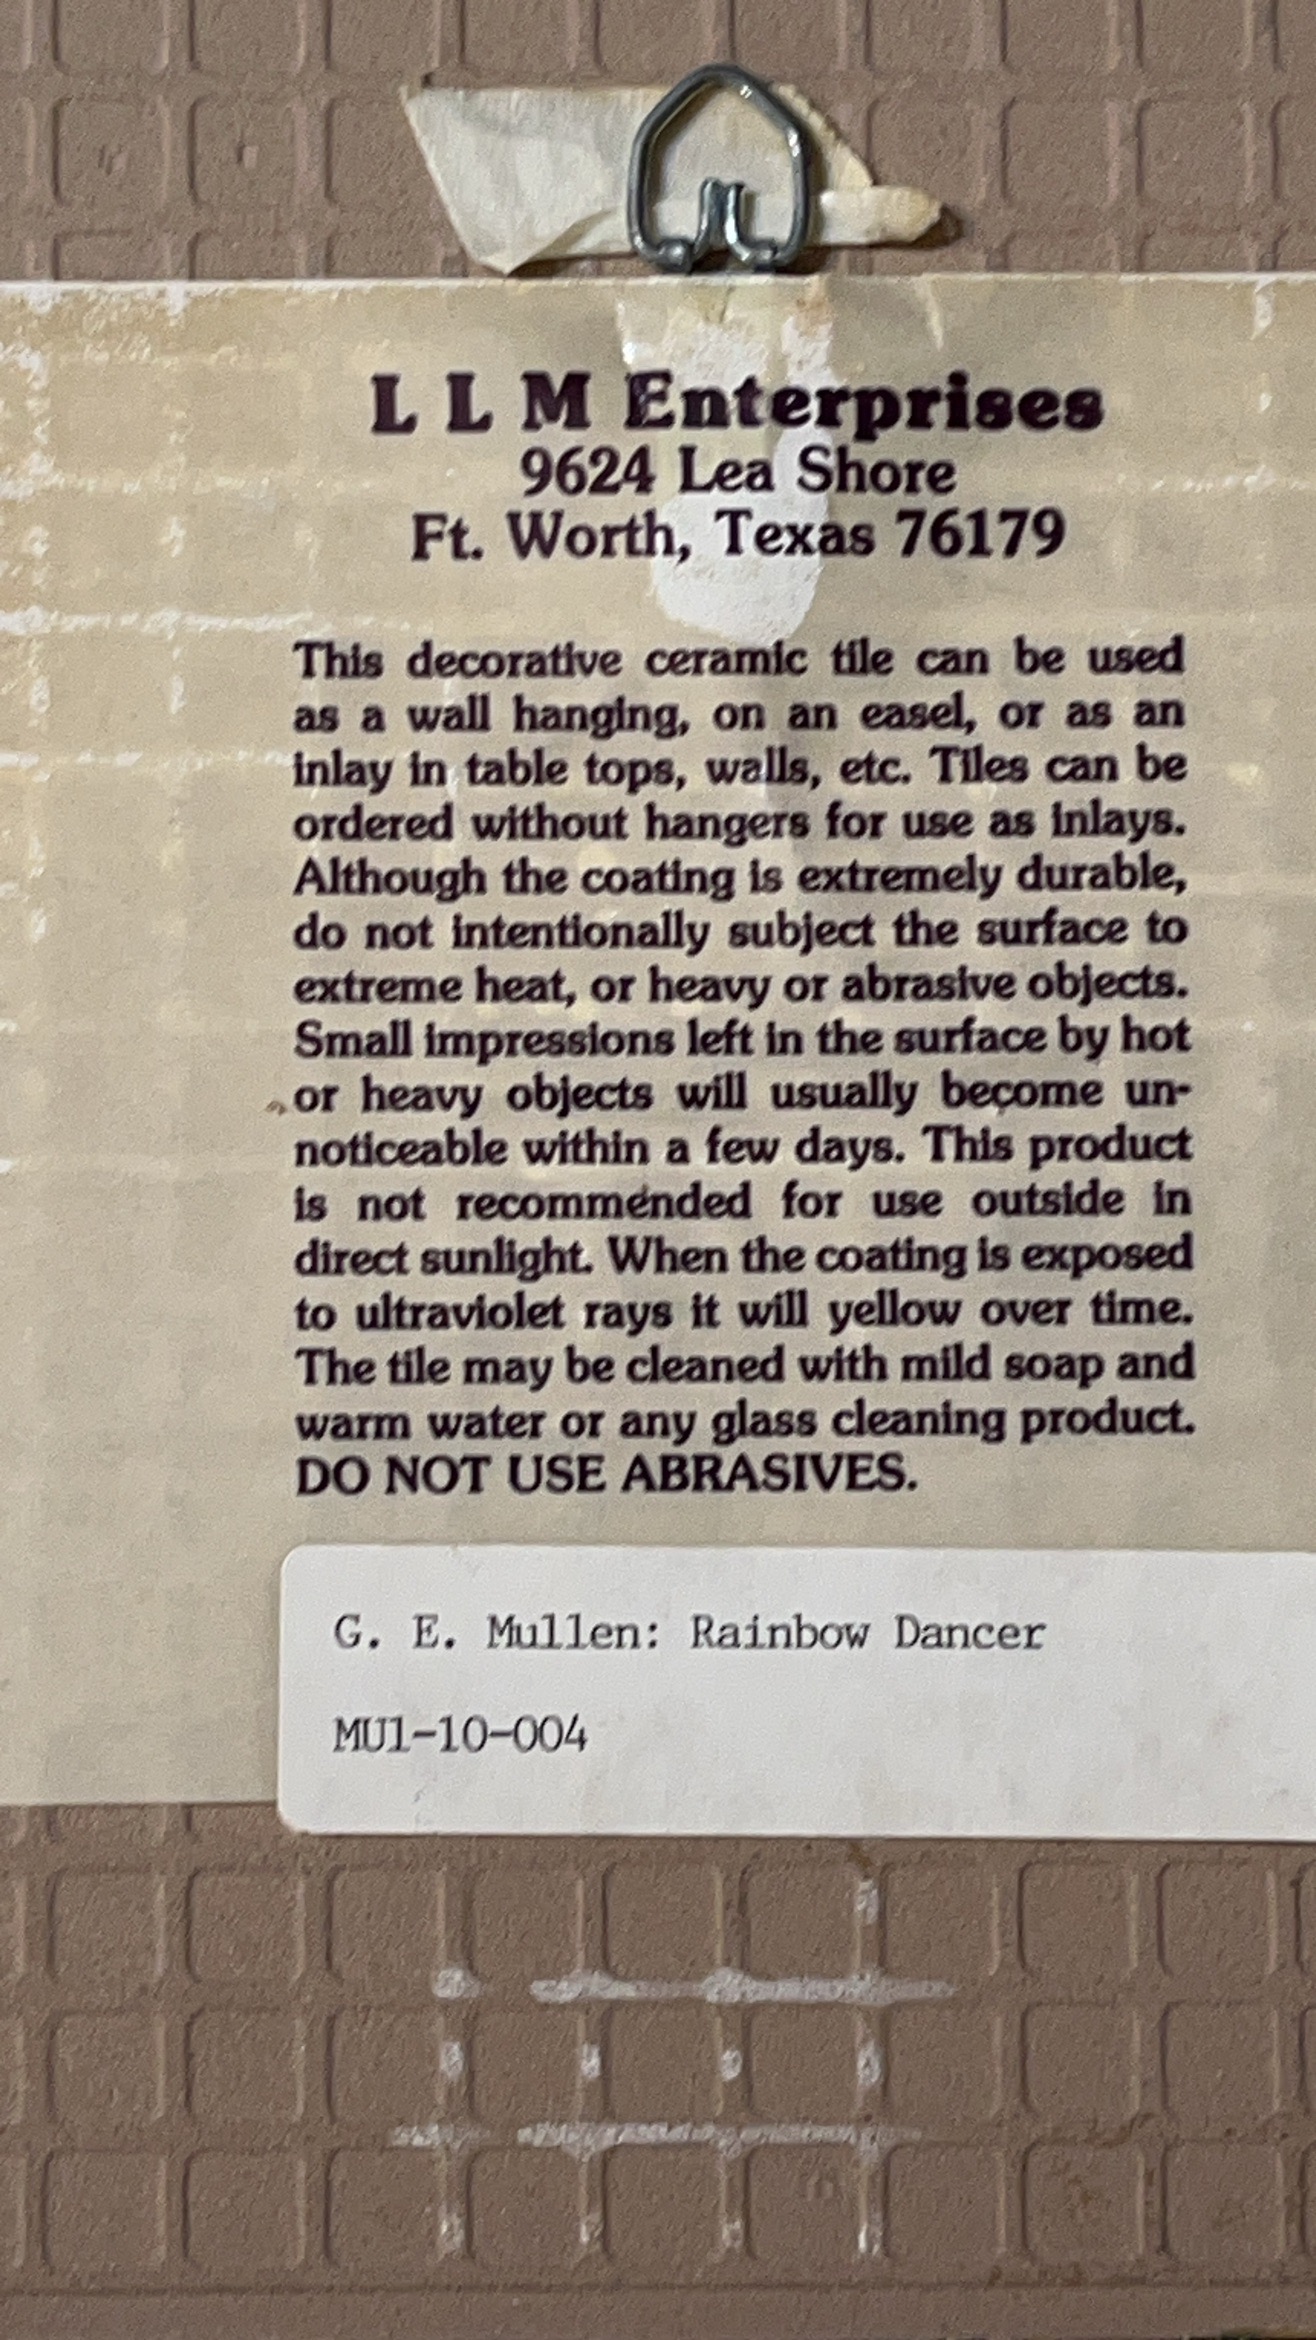 L L M Enterprises
9624 Lea Shore
Ft. Worth, Texas 76179
This decorative ceramic tile can be used
as a wall hanging, on an easel, or as an
inlay in table tops, walls, etc. Tiles can be
ordered without hangers for use as inlays.
Although the coating is extremely durable,
do not intentionally subject the surface to
extreme heat, or heavy or abrasive objects.
Small impressions left in the surface by hot
or heavy objects will usually become un-
noticeable within a few days. This product
is not recommended for use outside in
direct sunlight. When the coating is exposed
to ultraviolet rays it will yellow over time.
The tile may be cleaned with mild soap and
warm water or any glass cleaning product.
DO NOT USE ABRASIVES.
G. E. Mullen: Rainbow Dancer
MU1-10-004